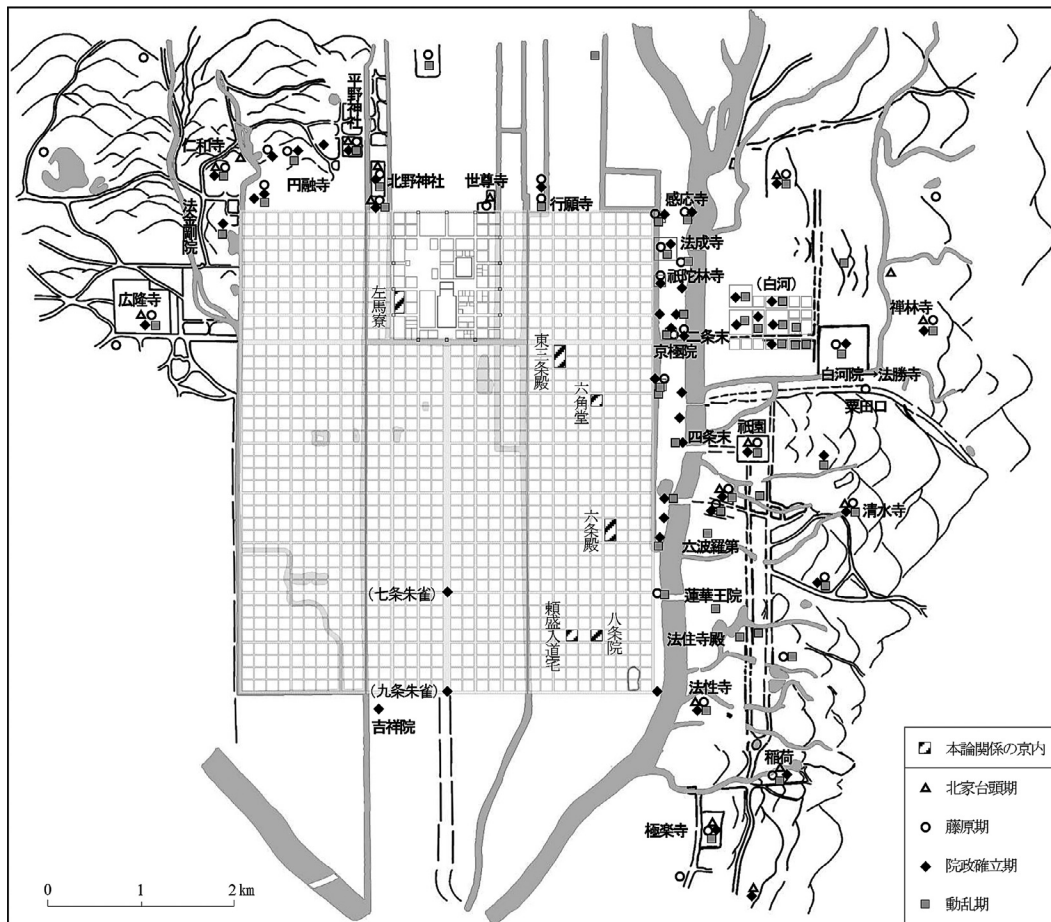 平野神社
仁和寺
円融寺
北野神社
世尊寺
行願寺
感応寺
法金剛院
法成寺
祇陀林寺
(白河)
広隆寺
左馬寮
禅林寺
二条末
京極院
東三条殿
白河院→法勝寺
粟田口
六角堂
四条末
祇園
清水寺
六条殿
六波羅第
(七条朱雀)
蓮華王院
頼盛入道宅
八条院
法住寺殿
(九条朱雀)
法性寺
吉祥院
稲荷
極楽寺
本論関係の京内
北家台頭期
藤原期
院政確立期
動乱期
0 1 2 km